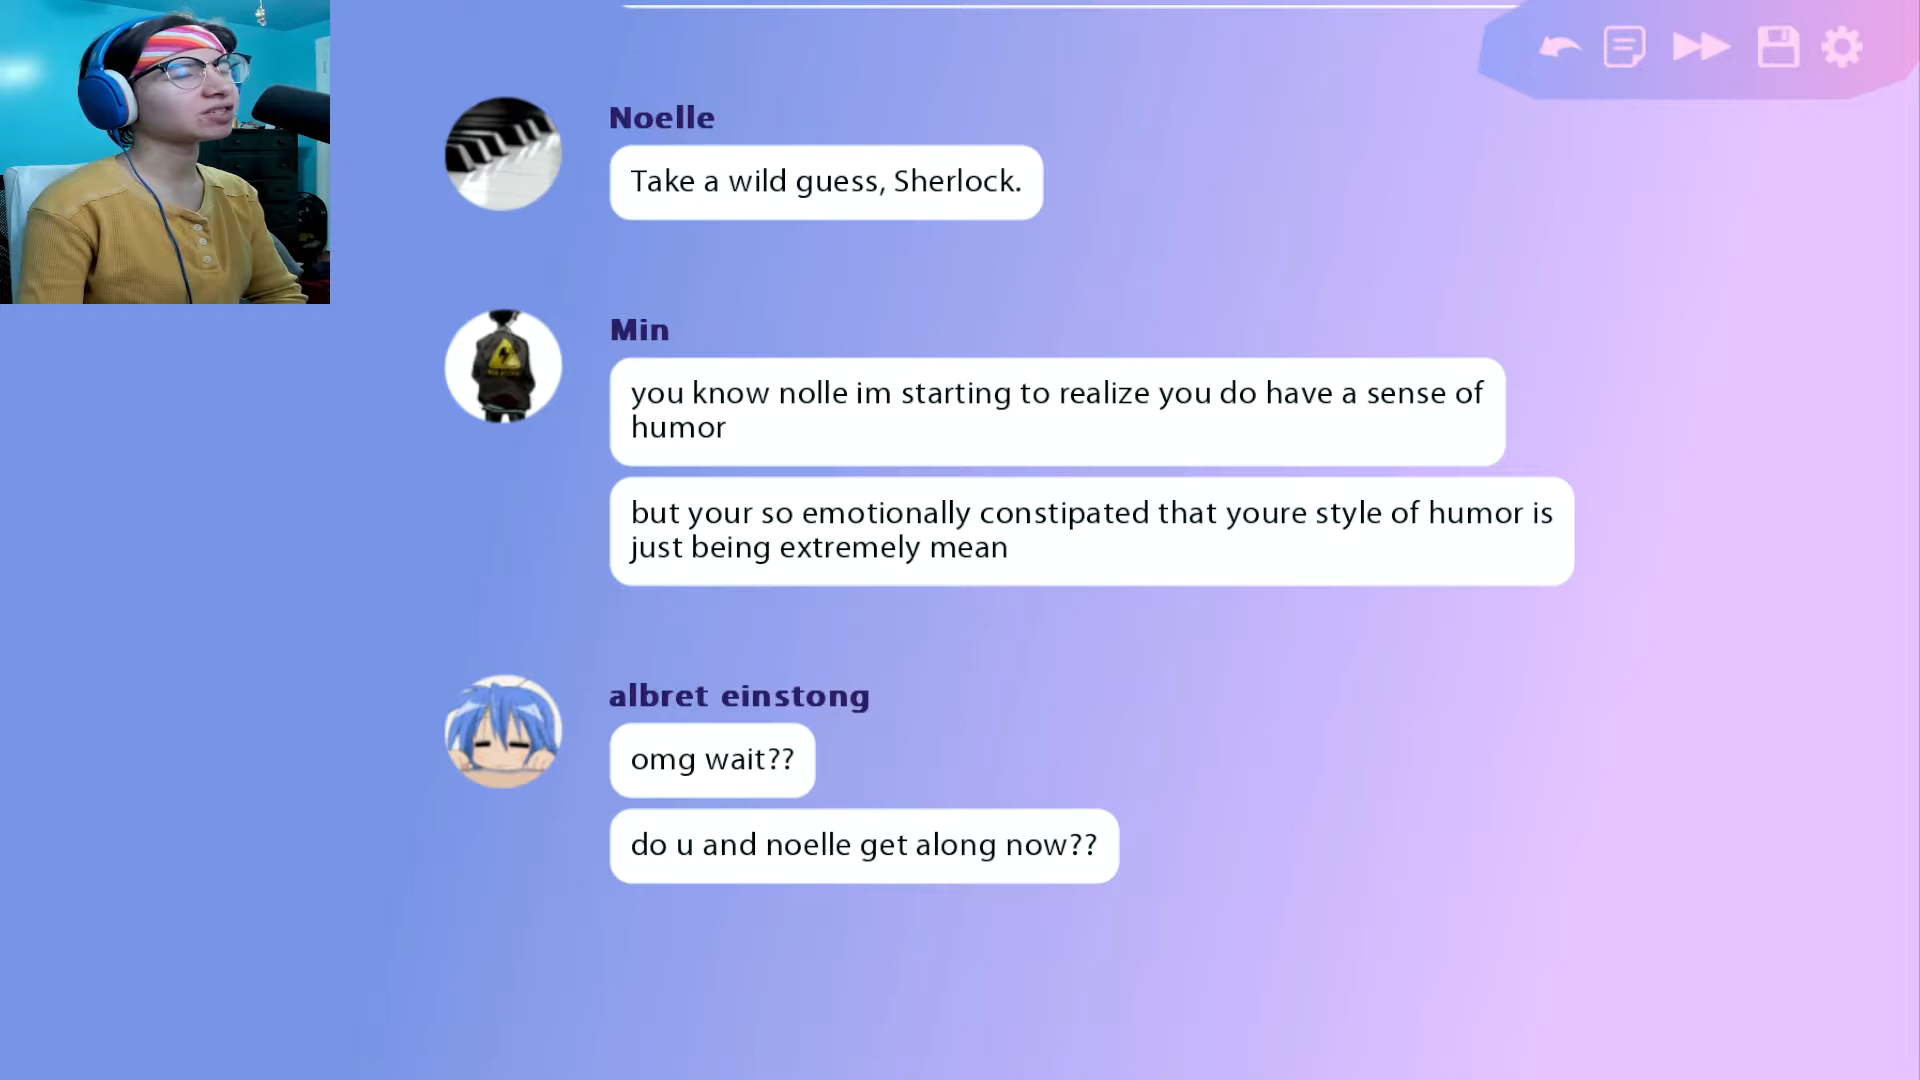 Noelle
Take a wild guess, Sherlock.
Min
you know nolle im starting to realize you do have a sense of
humor
but your so emotionally constipated that youre style of humor is
just being extremely mean
albret einstong
omg wait??
do u and noelle get along now??